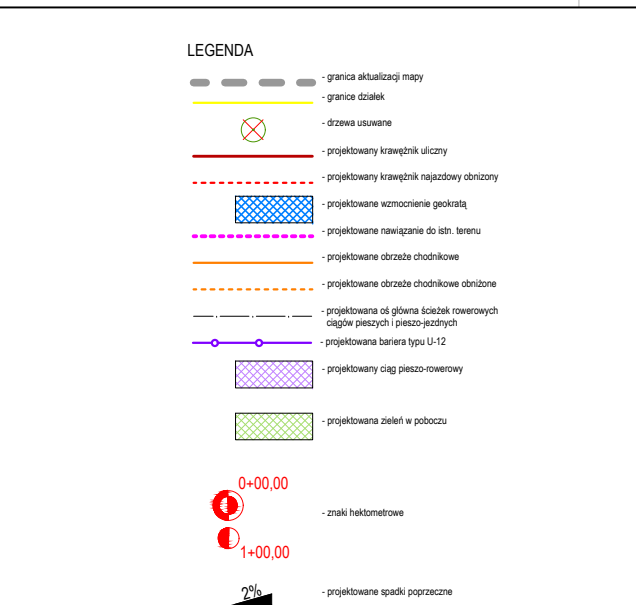 LEGENDA
- granica aktualizacji mapy
- granice działek
- drzewa usuwane
- projektowany krawężnik uliczny
- projektowany krawężnik najazdowy obnizony
- projektowane wzmocnienie geokratą
- projektowane nawiązanie do istn. terenu
- projektowane obrzeże chodnikowe
- projektowane obrzeże chodnikowe obniżone
- projektowana oś główna ścieżek rowerowych
ciągów pieszych i pieszo-jezdnych
- projektowana bariera typu U-12
- projektowany ciąg pieszo-rowerowy
- projektowana zieleń w poboczu
0+00,00
- znaki hektometrowe
1+00,00
2%
- projektowane spadki poprzeczne